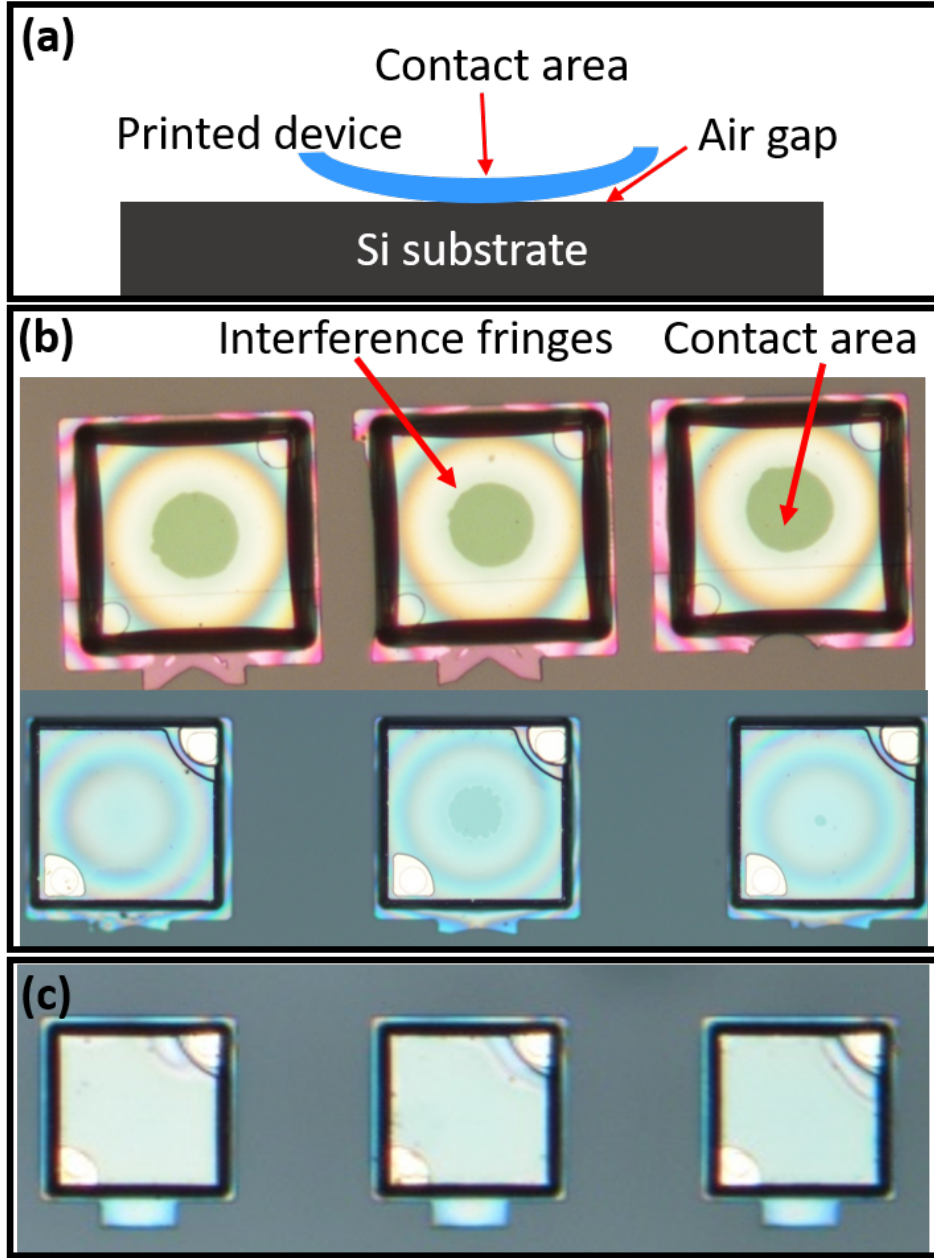 (a)
Contact area
Printed device
Air gap
Si substrate
(b)
Interference fringes
Contact area
(c)